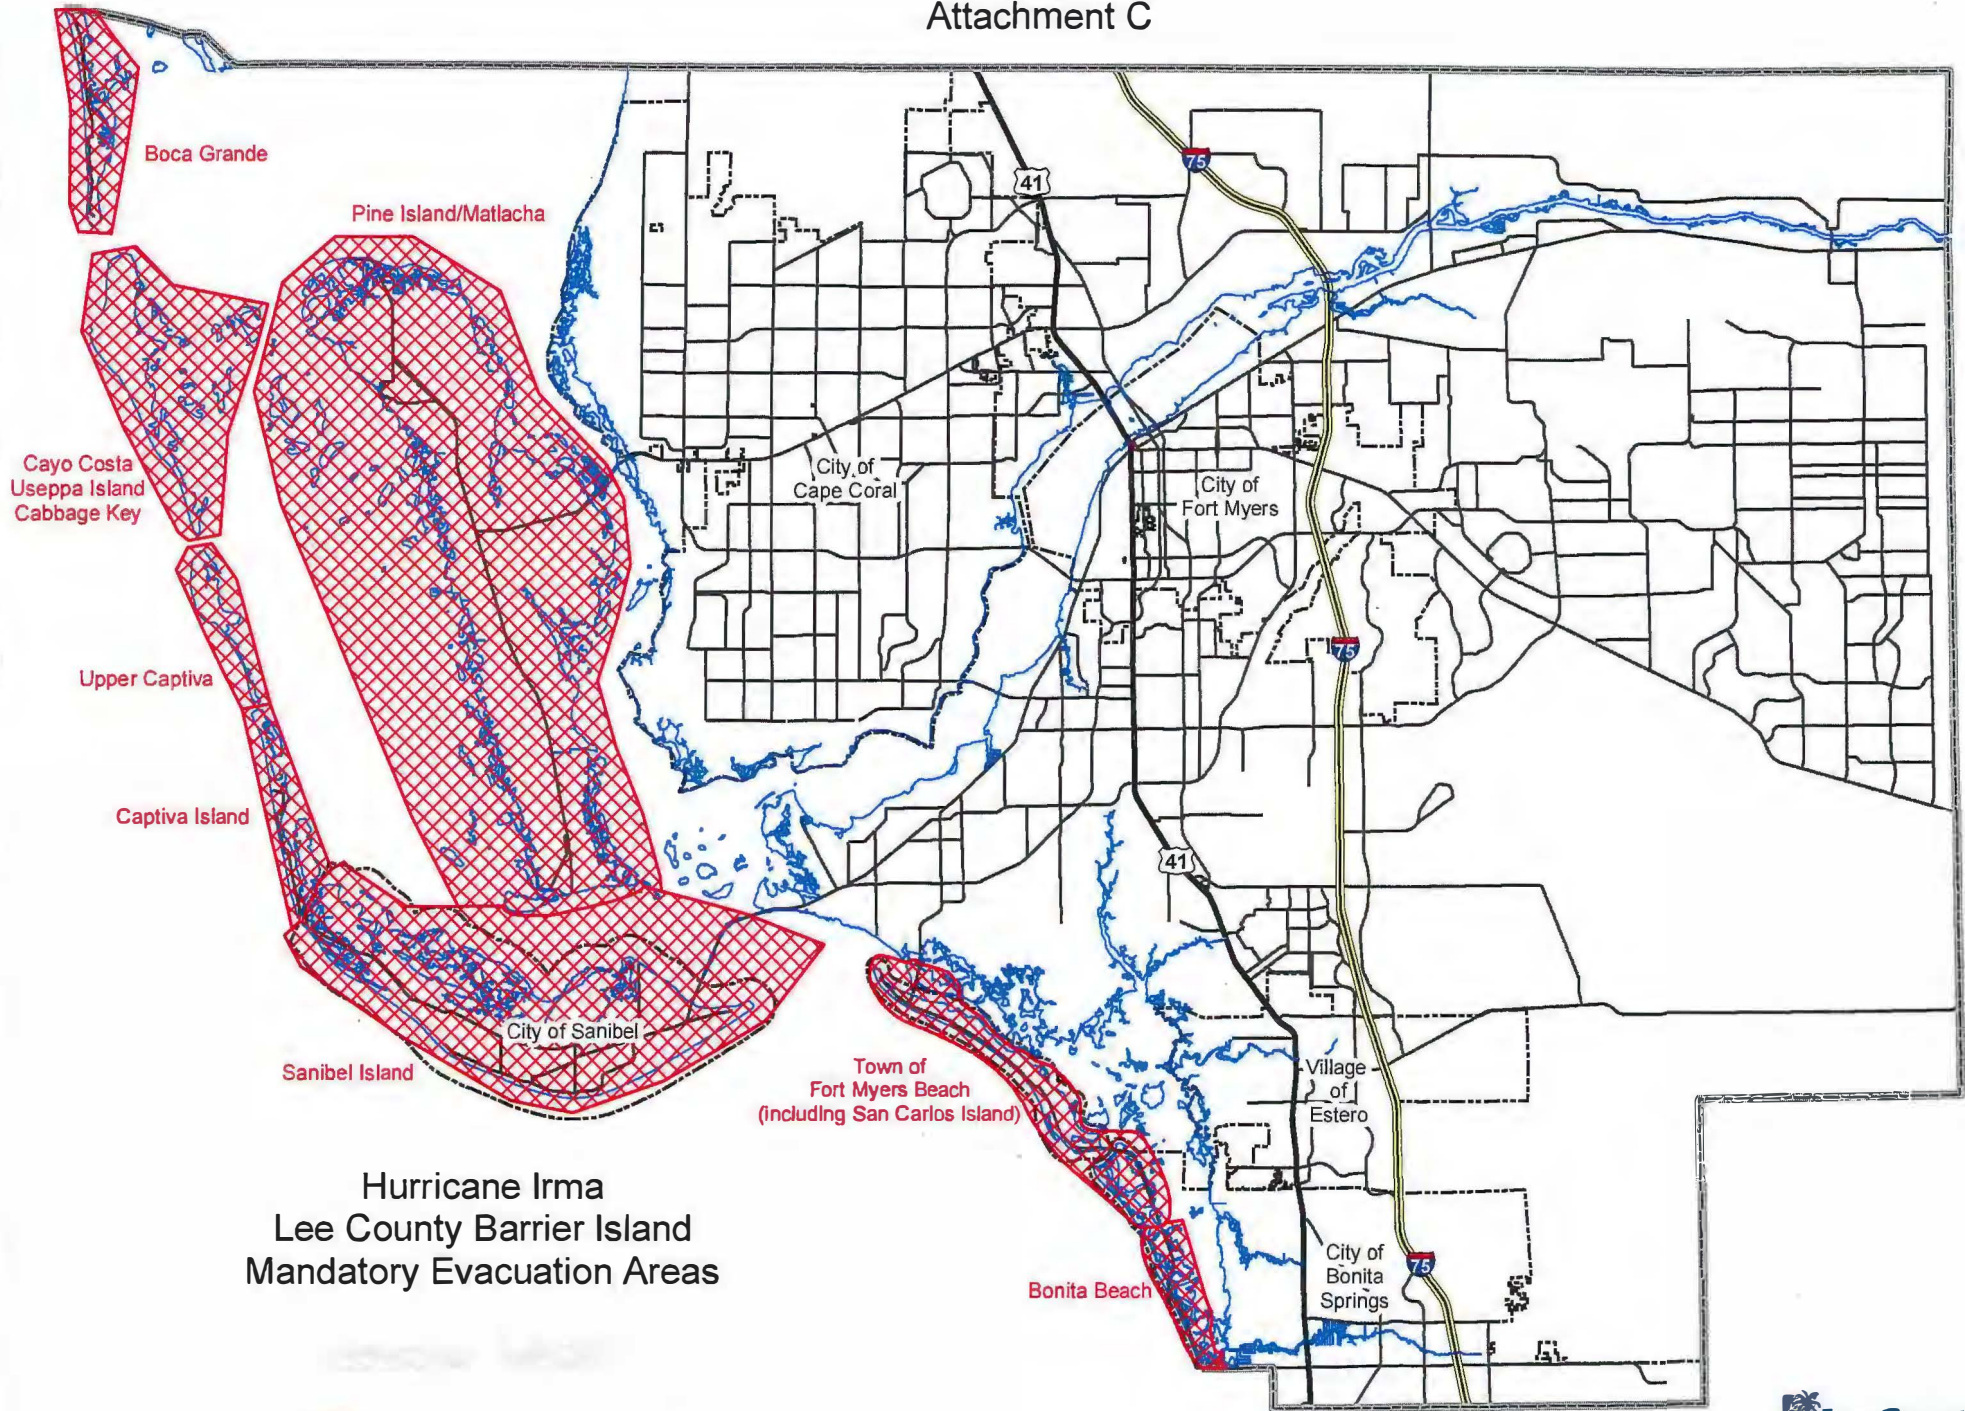 Attachment C
Boca Grande
Pine Island/Matlacha
75
41
Cayo Costa
Useppa Island
Cabbage Key
City of
Cape Coral
City of
Fort Myers
75
Upper Captiva
Captiva Island
41
City of Sanibel
Sanibel Island
Town of
Fort Myers Beach
(including San Carlos Island)
Village
of
Estero
Hurricane Irma
Lee County Barrier Island
Mandatory Evacuation Areas
City of
Bonita
Springs
75
Bonita Beach